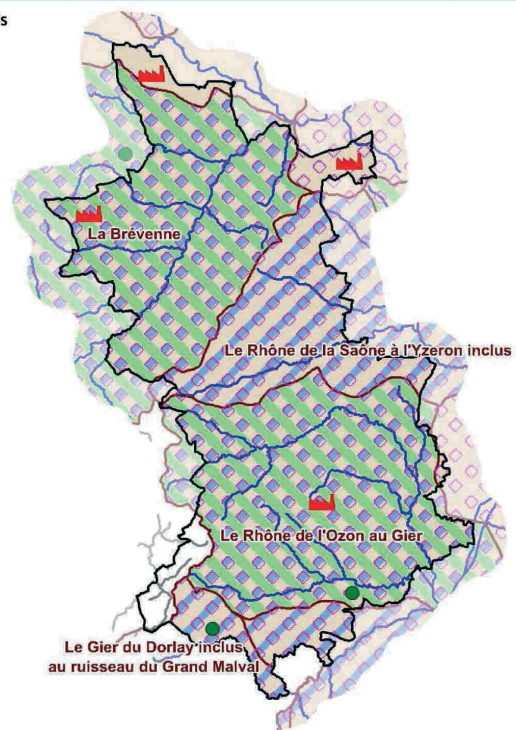 s
La Brévenne
Le Rhône de la Saône à l'Yzeron inclus
Le Rhône de l'Ozon au Gier
Le Gier du Dorlay inclus
au ruisseau du Grand Malval